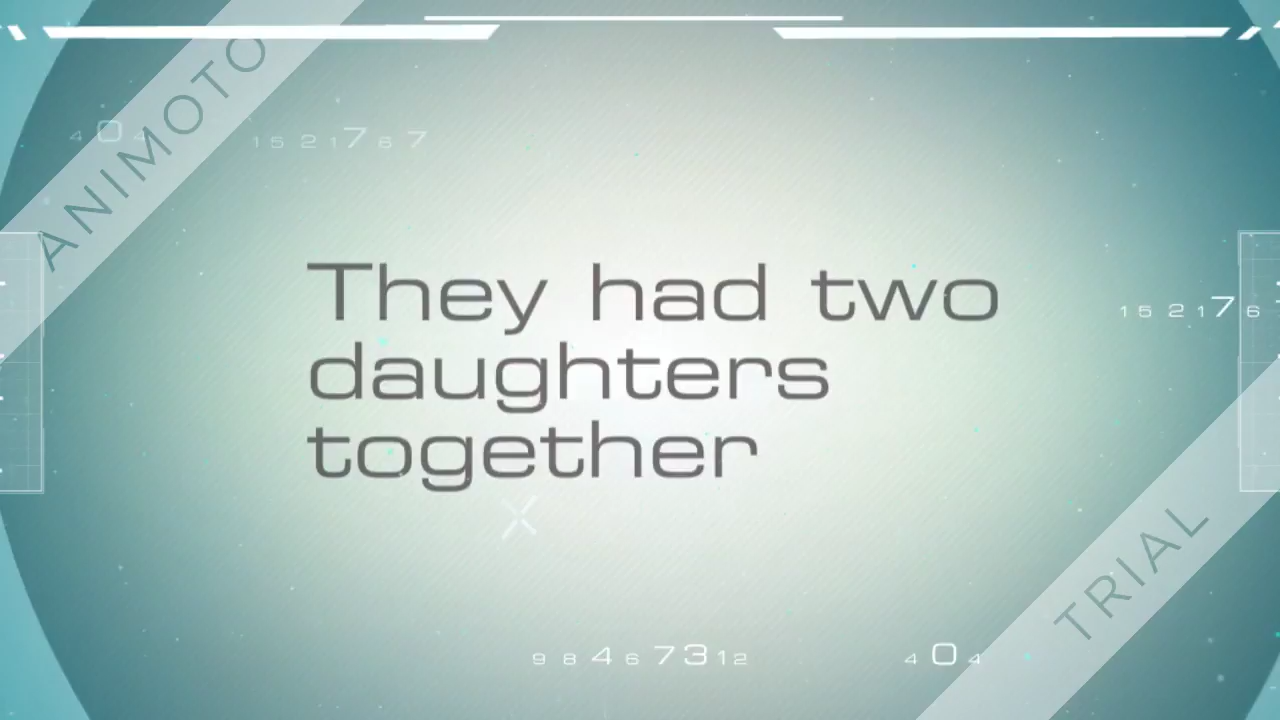 ANIMOTO
4 0 4
1 5 2 1 7 6 7
They had two
daughters
together
1 5 2 1 7 6
TRIAL
9 8 4 6 7 3 1 2
4 0 4